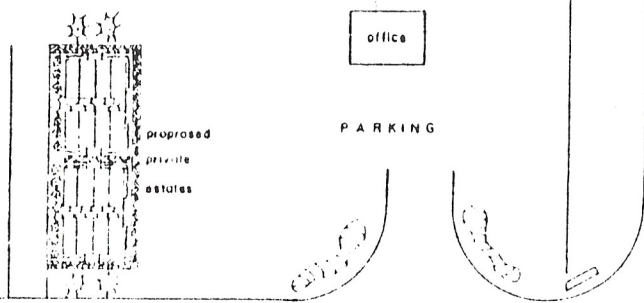 office
PARKING
proprosed
private
estates